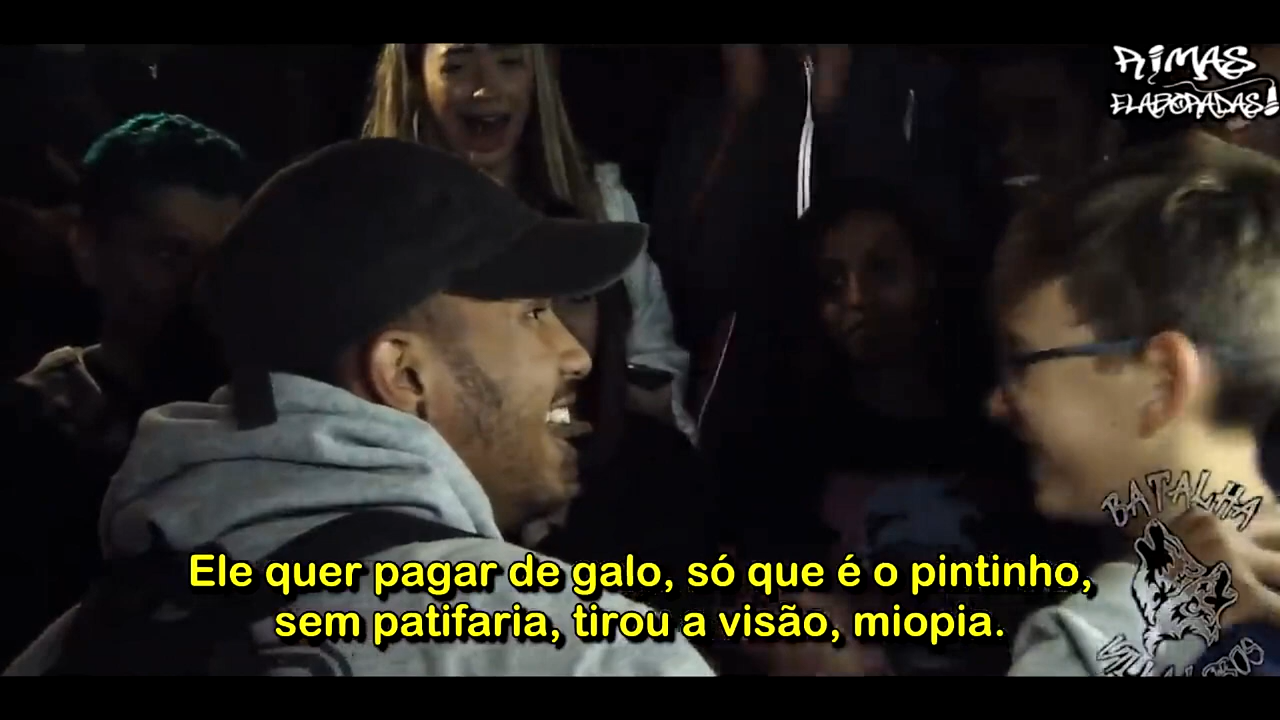 RIMAS
ELABORADAS!
Ele quer pagar de galo, só que é o pintinho,
sem patifaria, tirou a visão, miopia.
BATALHA